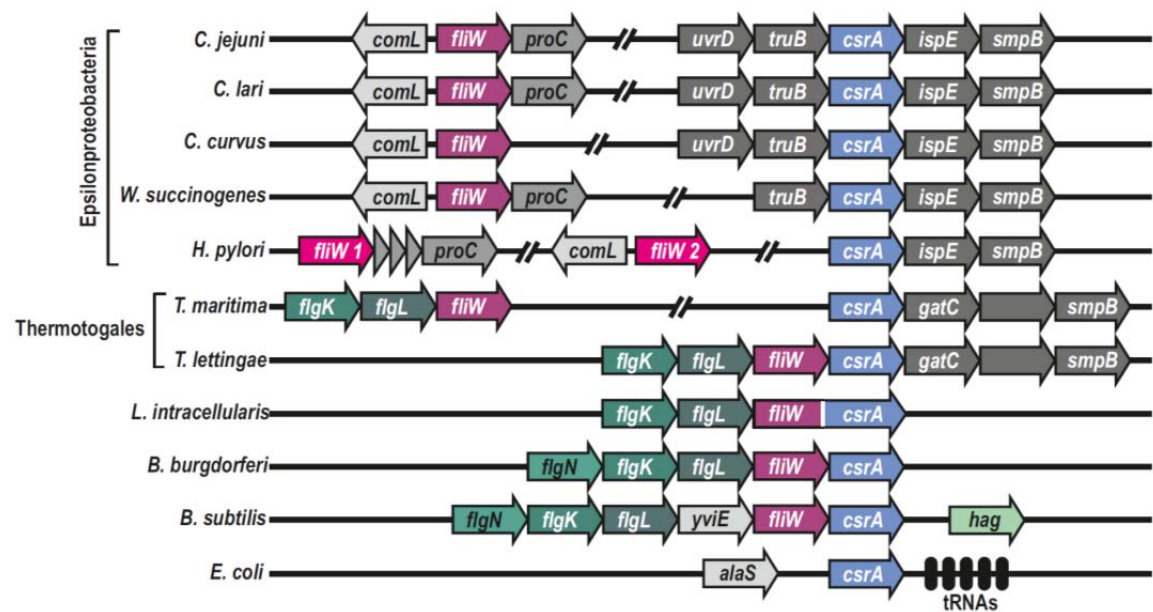 Epsilonproteobacteria
C. jejuni comL fliW proC uvrD truB csrA ispE smpB
C. lari comL fliW proC uvrD truB csrA ispE smpB
C. curvus comL fliW uvrD truB csrA ispE smpB
W. succinogenes comL fliW proC truB csrA ispE smpB
H. pylori fliW 1 proC comL fliW 2 csrA ispE smpB
Thermotogales
T. maritima flgK flgL fliW csrA gatC smpB
T. lettingae flgK flgL fliW csrA gatC smpB
L. intracellularis flgK flgL fliW csrA
B. burgdorferi flgN flgK flgL fliW csrA
B. subtilis flgN flgK flgL yviE fliW csrA hag
E. coli alaS csrA
tRNAs